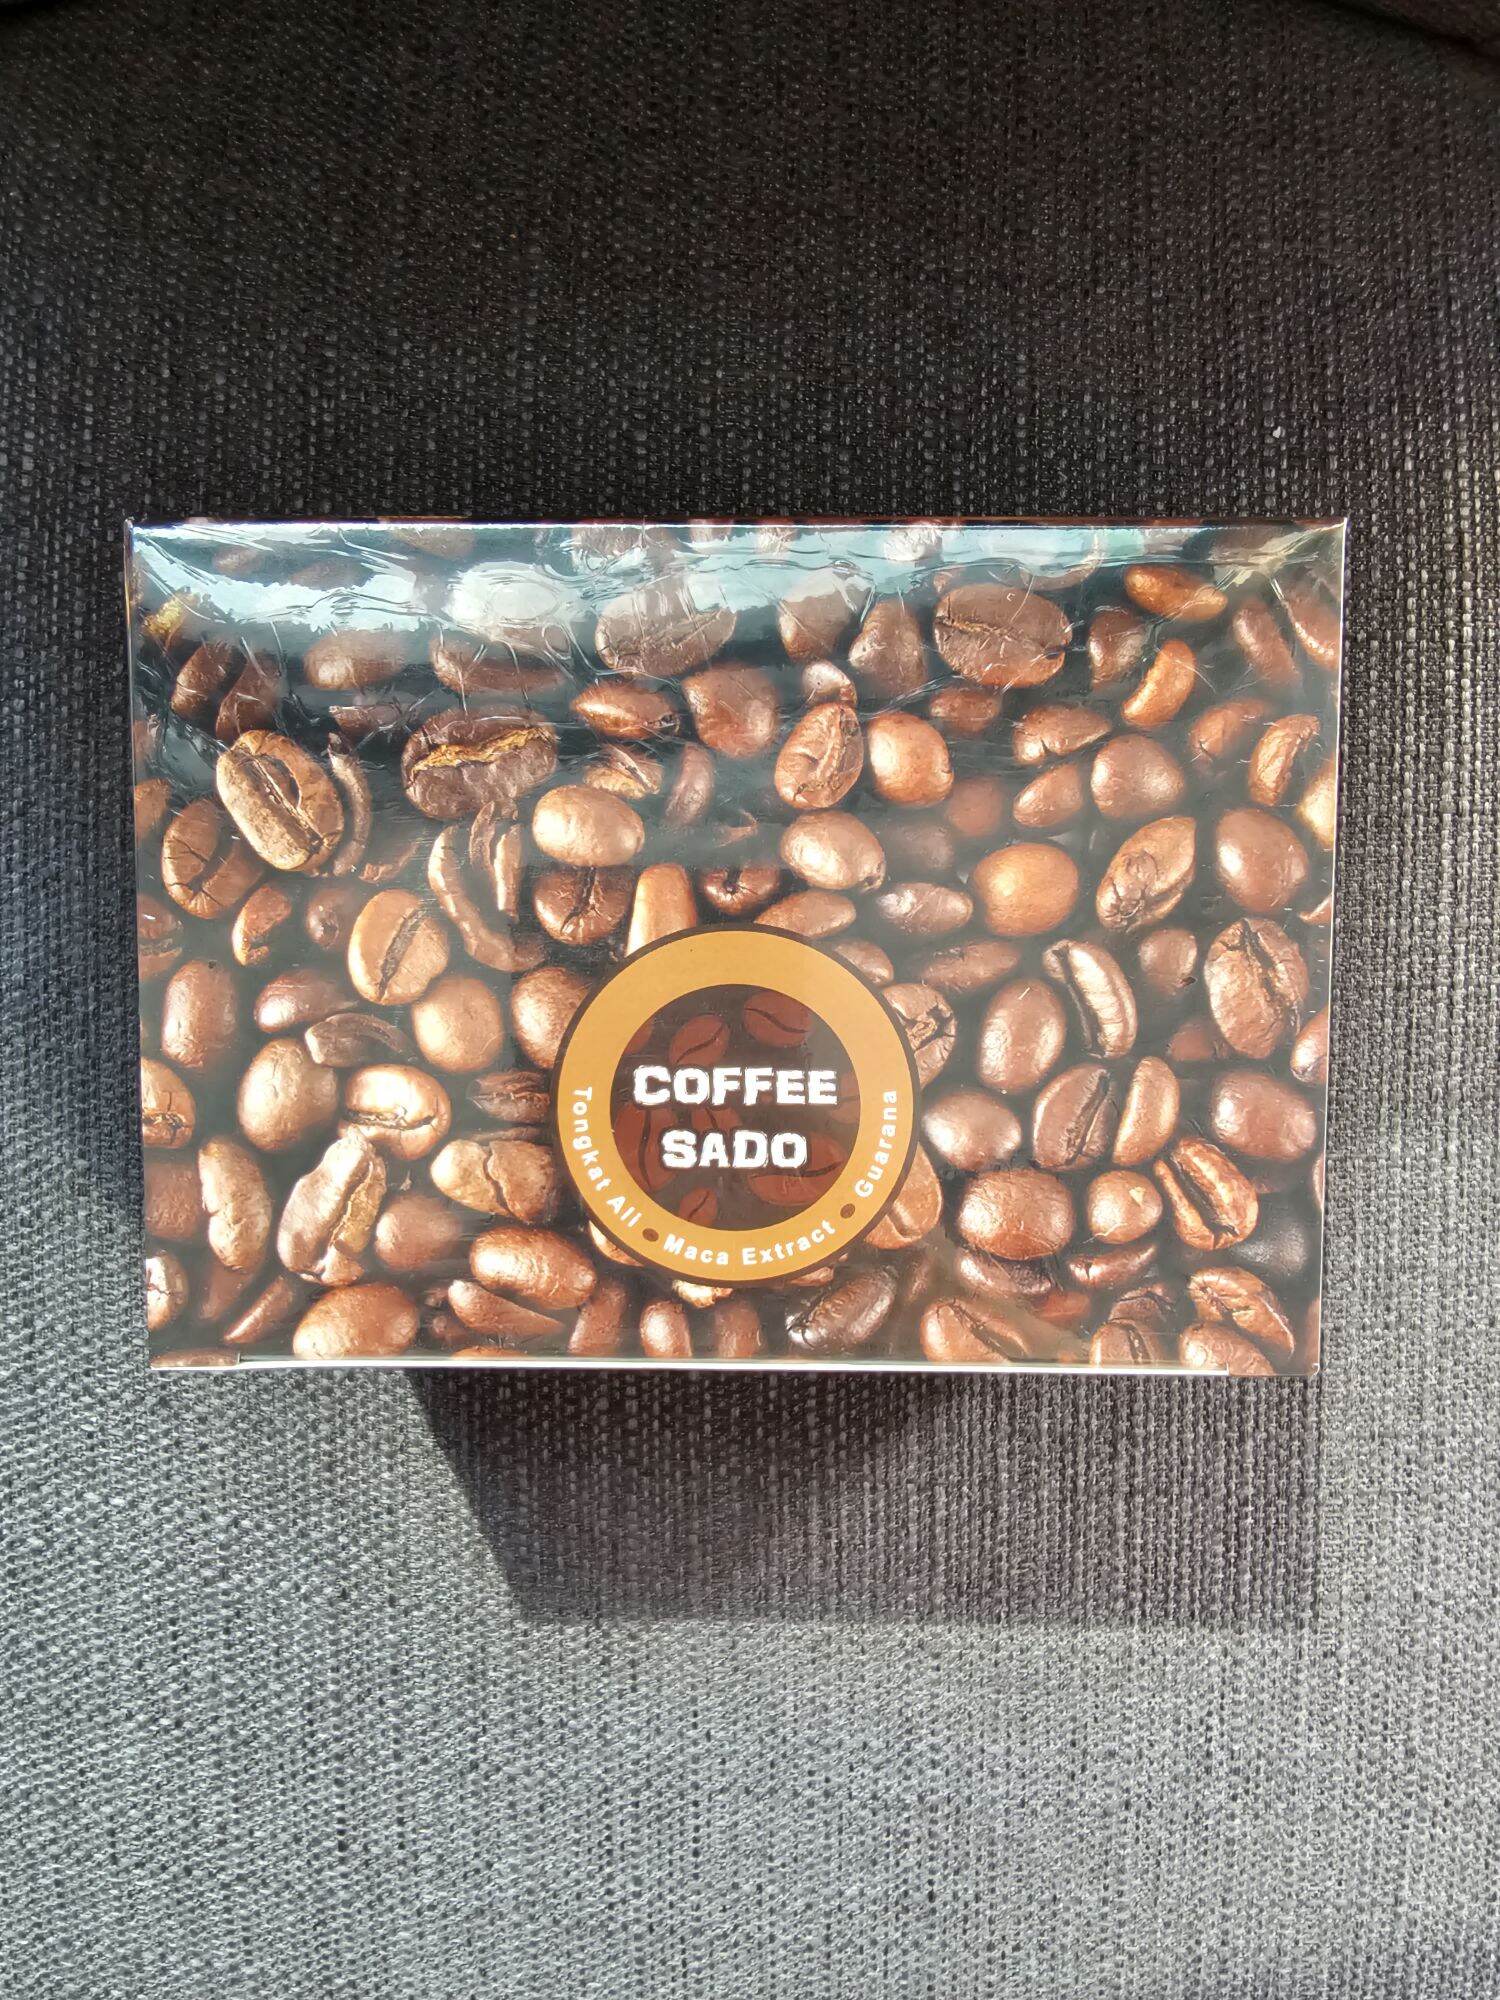 COFFEE
SADO
Tongkat Ali • Maca Extract • Guarana